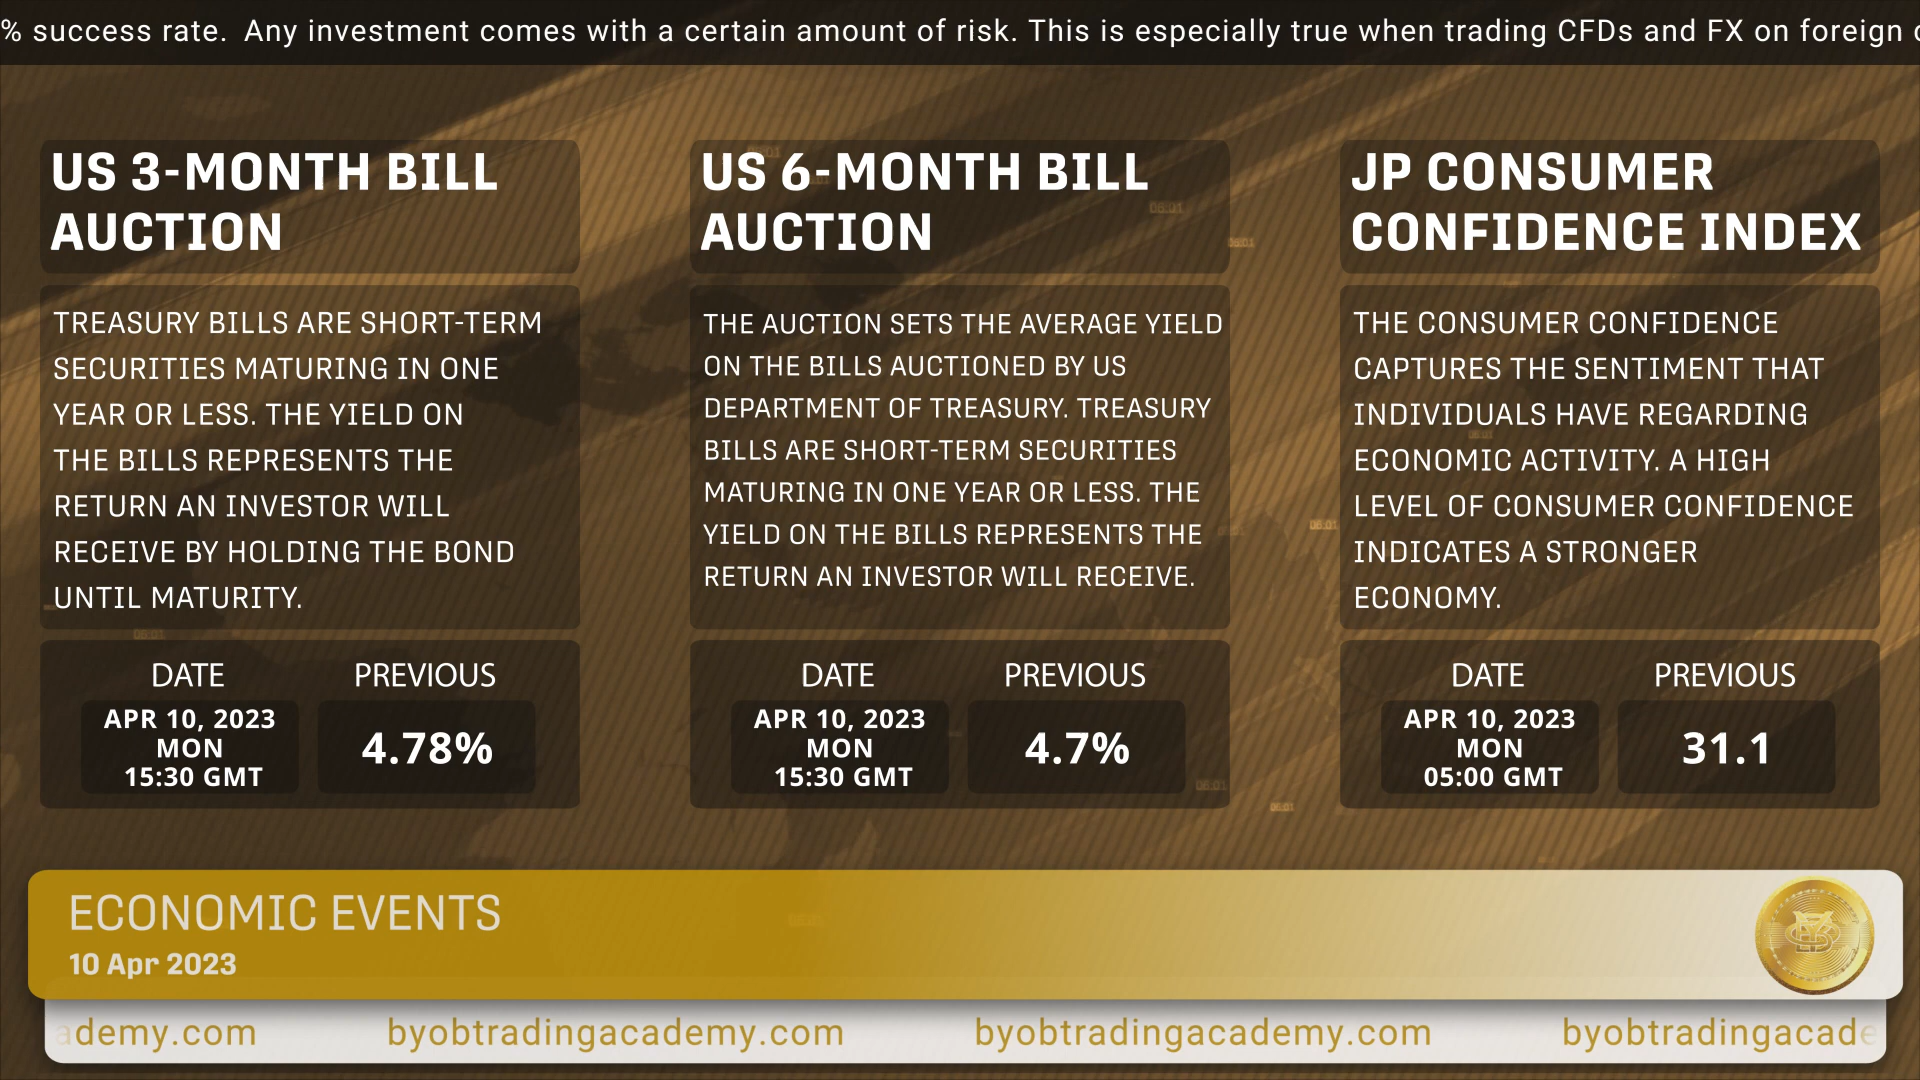 % success rate. Any investment comes with a certain amount of risk. This is especially true when trading CFDs and FX on foreign
US 3-MONTH BILL
AUCTION
TREASURY BILLS ARE SHORT-TERM
SECURITIES MATURING IN ONE
YEAR OR LESS. THE YIELD ON
THE BILLS REPRESENTS THE
RETURN AN INVESTOR WILL
RECEIVE BY HOLDING THE BOND
UNTIL MATURITY.
DATE PREVIOUS
APR 10, 2023
MON
15:30 GMT
4.78%
US 6-MONTH BILL
AUCTION
THE AUCTION SETS THE AVERAGE YIELD
ON THE BILLS AUCTIONED BY US
DEPARTMENT OF TREASURY. TREASURY
BILLS ARE SHORT-TERM SECURITIES
MATURING IN ONE YEAR OR LESS. THE
YIELD ON THE BILLS REPRESENTS THE
RETURN AN INVESTOR WILL RECEIVE.
DATE PREVIOUS
APR 10, 2023
MON
15:30 GMT
4.7%
JP CONSUMER
CONFIDENCE INDEX
THE CONSUMER CONFIDENCE
CAPTURES THE SENTIMENT THAT
INDIVIDUALS HAVE REGARDING
ECONOMIC ACTIVITY. A HIGH
LEVEL OF CONSUMER CONFIDENCE
INDICATES A STRONGER
ECONOMY.
DATE PREVIOUS
APR 10, 2023
MON
05:00 GMT
31.1
ECONOMIC EVENTS
10 Apr 2023
ademy.com byobtradingacademy.com byobtradingacademy.com byobtradingacade